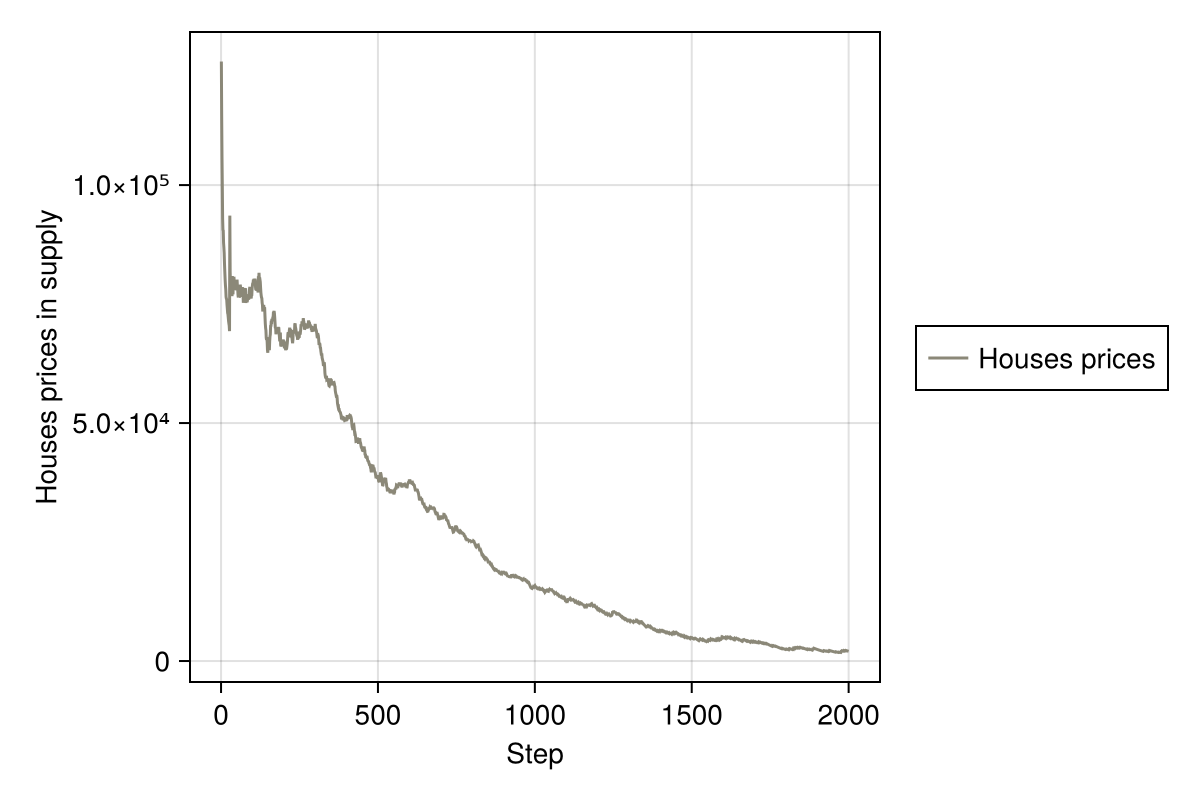 Houses prices in supply
1.0×10⁵
5.0×10⁴
0
0 500 1000 1500 2000
Step
Houses prices